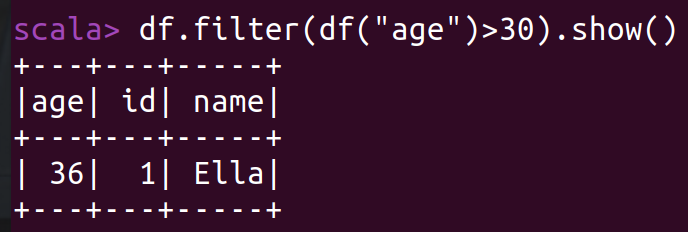 scala> df.filter(df("age")>30).show()
+---+---+-----+
|age| id| name|
+---+---+-----+
| 36|  1| Ella|
+---+---+-----+